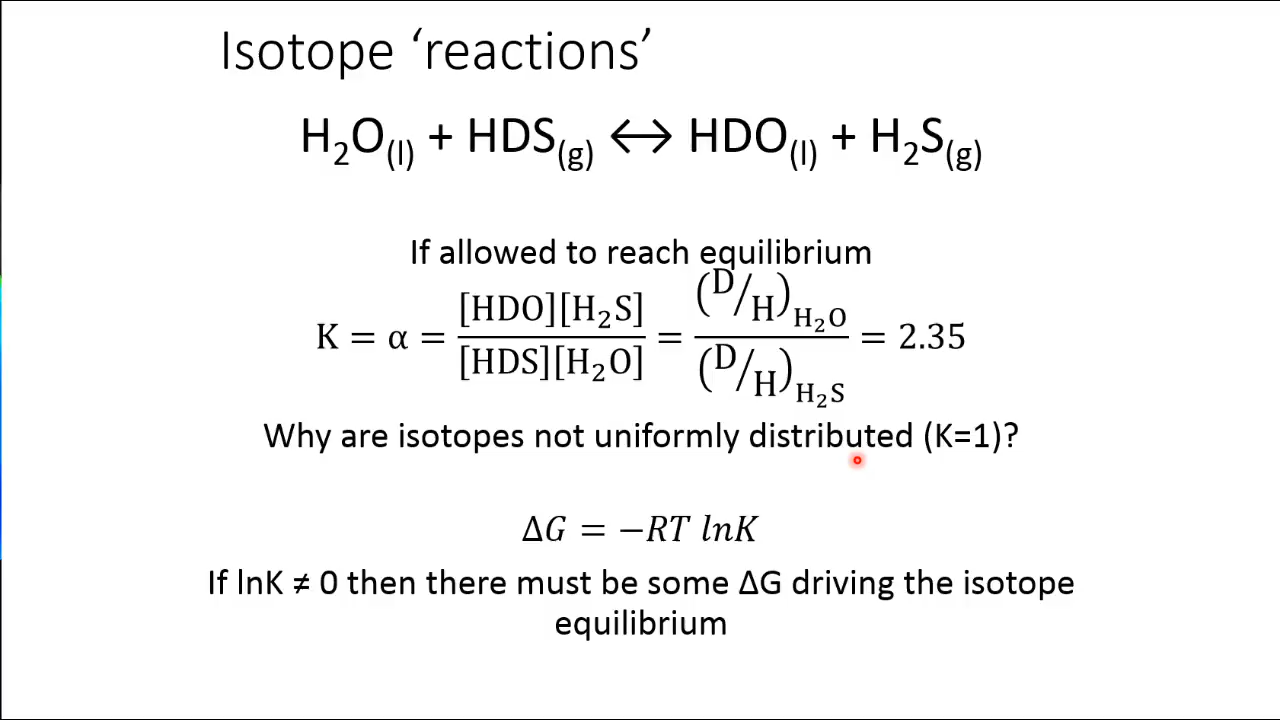 Isotope ‘reactions’
H₂O₍l₎ + HDS₍g₎ ↔ HDO₍l₎ + H₂S₍g₎
If allowed to reach equilibrium
K = α = [HDO][H₂S] / [HDS][H₂O] = (D/H)H₂O / (D/H)H₂S = 2.35
Why are isotopes not uniformly distributed (K=1)?
ΔG = −RT lnK
If lnK ≠ 0 then there must be some ΔG driving the isotope
equilibrium